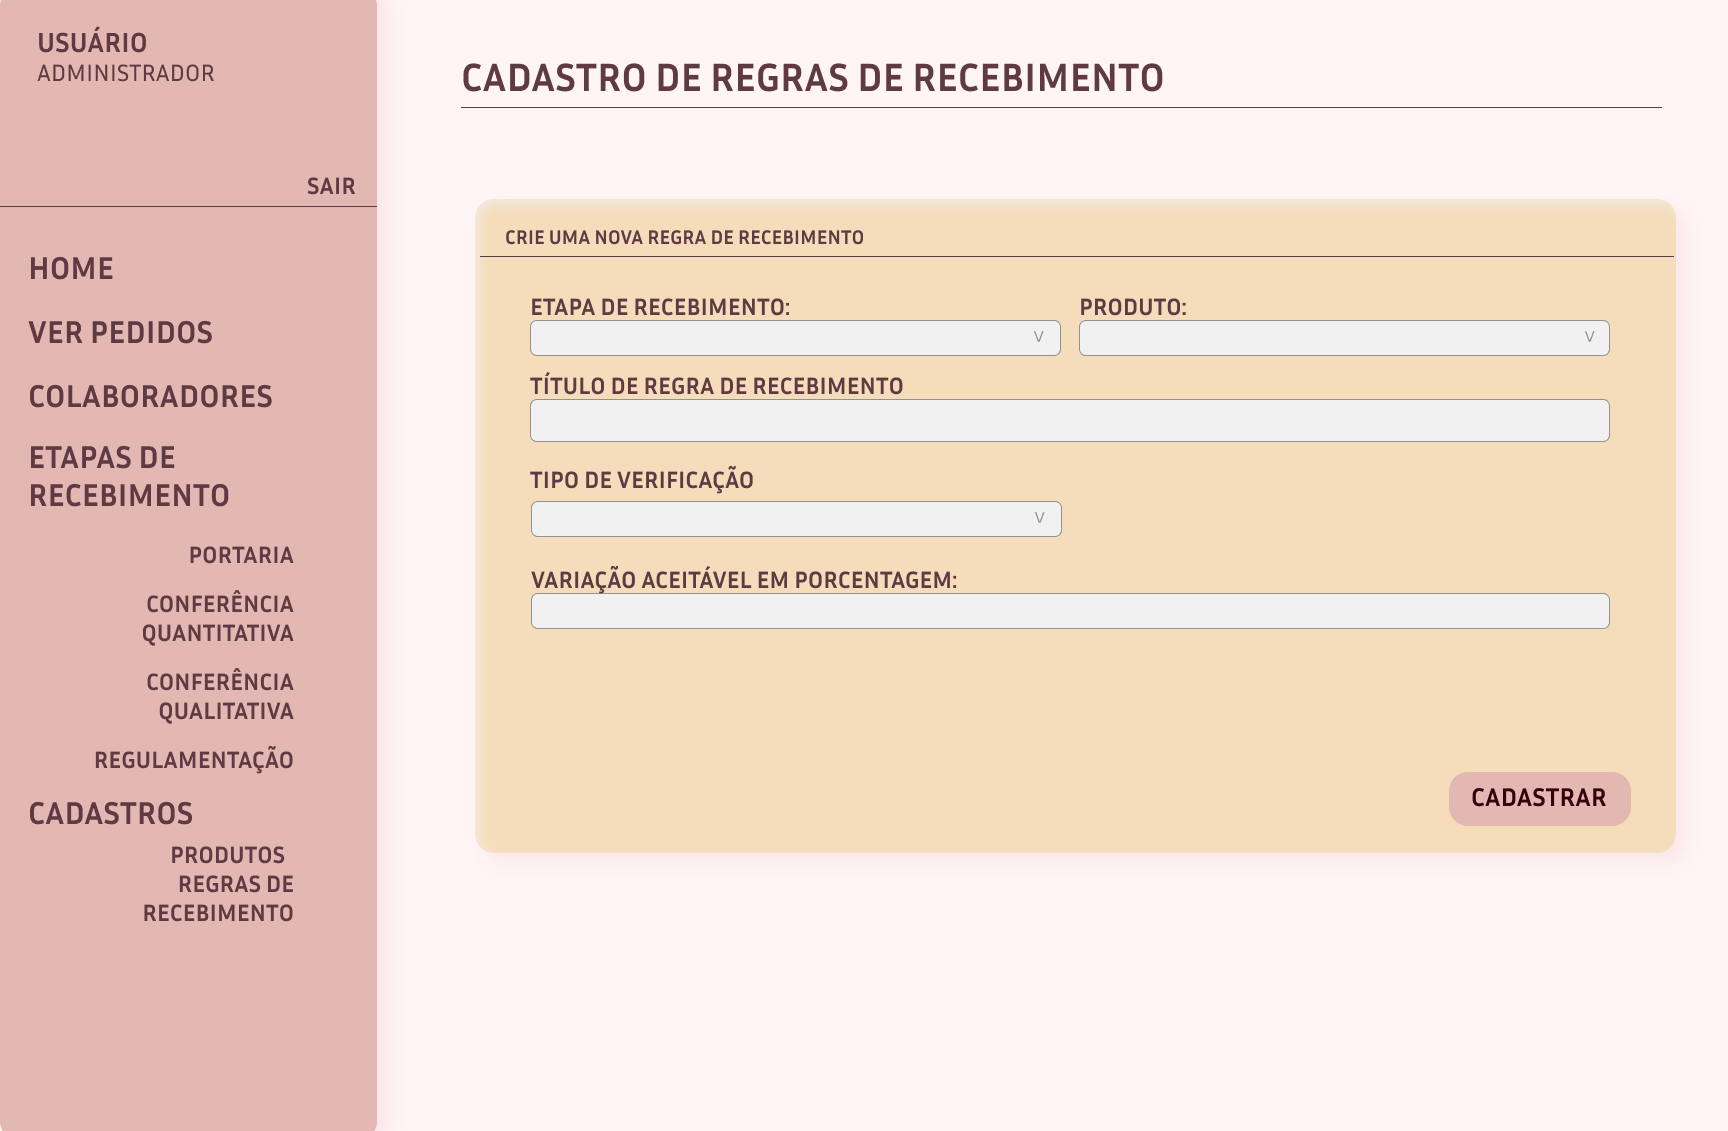 USUÁRIO
ADMINISTRADOR
SAIR
HOME
VER PEDIDOS
COLABORADORES
ETAPAS DE
RECEBIMENTO
PORTARIA
CONFERÊNCIA
QUANTITATIVA
CONFERÊNCIA
QUALITATIVA
REGULAMENTAÇÃO
CADASTROS
PRODUTOS
REGRAS DE
RECEBIMENTO
CADASTRO DE REGRAS DE RECEBIMENTO
CRIE UMA NOVA REGRA DE RECEBIMENTO
ETAPA DE RECEBIMENTO:
V
PRODUTO:
V
TÍTULO DE REGRA DE RECEBIMENTO
TIPO DE VERIFICAÇÃO
V
VARIAÇÃO ACEITÁVEL EM PORCENTAGEM:
CADASTRAR